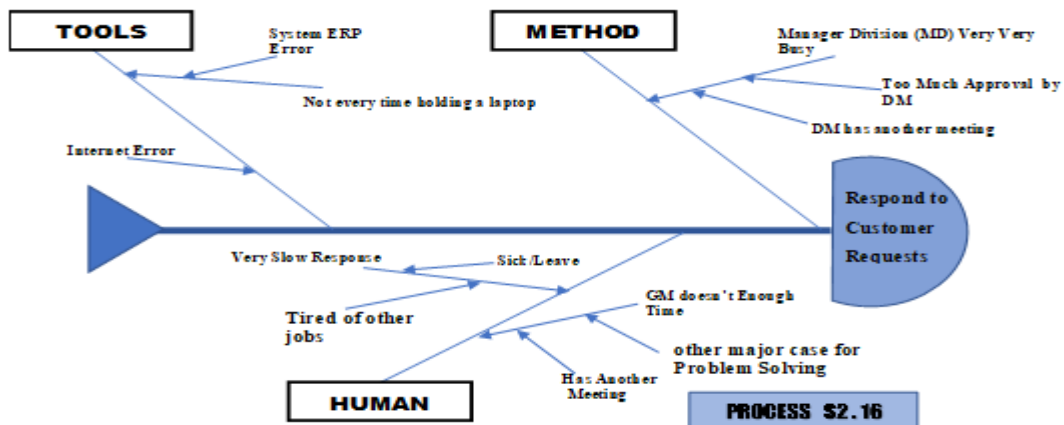 TOOLS
METHOD
System ERP
Error
Manager Division (MD) Very Very
Busy
Not every time holding a laptop
Too Much Approval by
DM
DM has another meeting
Internet Error
Respond to
Customer
Requests
Very Slow Response
Sick/Leave
GM doesn't Enough
Time
Tired of other
jobs
other major case for
Problem Solving
Has Another
Meeting
HUMAN
PROCESS $2.16